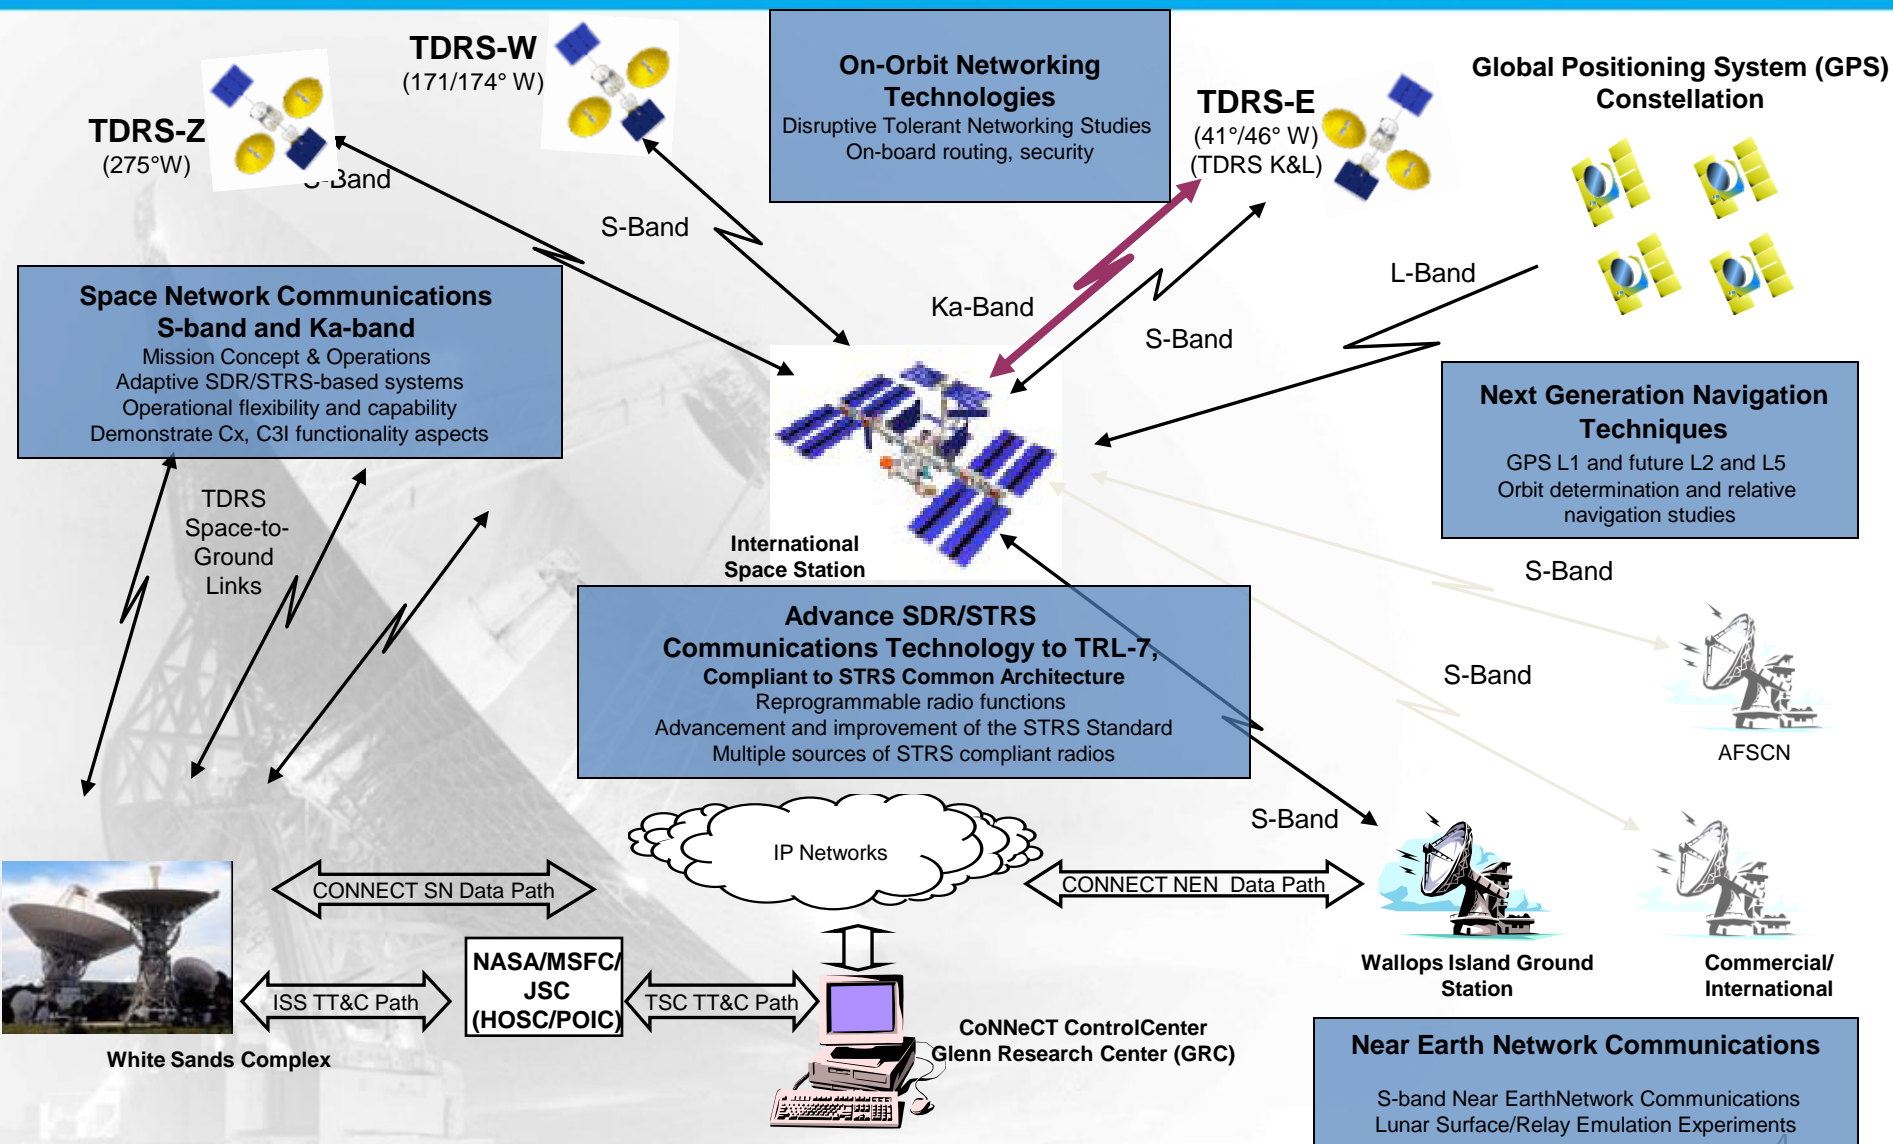 TDRS-W
(171/174° W)
TDRS-Z
(275°W)
S-Band
S-Band
On-Orbit Networking
Technologies
Disruptive Tolerant Networking Studies
On-board routing, security
TDRS-E
(41°/46° W)
(TDRS K&L)
Global Positioning System (GPS)
Constellation
Ka-Band
S-Band
L-Band
Space Network Communications
S-band and Ka-band
Mission Concept & Operations
Adaptive SDR/STRS-based systems
Operational flexibility and capability
Demonstrate Cx, C3I functionality aspects
Next Generation Navigation
Techniques
GPS L1 and future L2 and L5
Orbit determination and relative
navigation studies
TDRS
Space-to-
Ground
Links
International
Space Station
S-Band
Advance SDR/STRS
Communications Technology to TRL-7,
Compliant to STRS Common Architecture
Reprogrammable radio functions
Advancement and improvement of the STRS Standard
Multiple sources of STRS compliant radios
S-Band
AFSCN
S-Band
IP Networks
CONNECT SN Data Path
CONNECT NEN  Data Path
NASA/MSFC/
JSC
(HOSC/POIC)
ISS TT&C Path
TSC TT&C Path
White Sands Complex
CoNNeCT ControlCenter
Glenn Research Center (GRC)
Wallops Island Ground
Station
Commercial/
International
Near Earth Network Communications
S-band Near EarthNetwork Communications
Lunar Surface/Relay Emulation Experiments
4